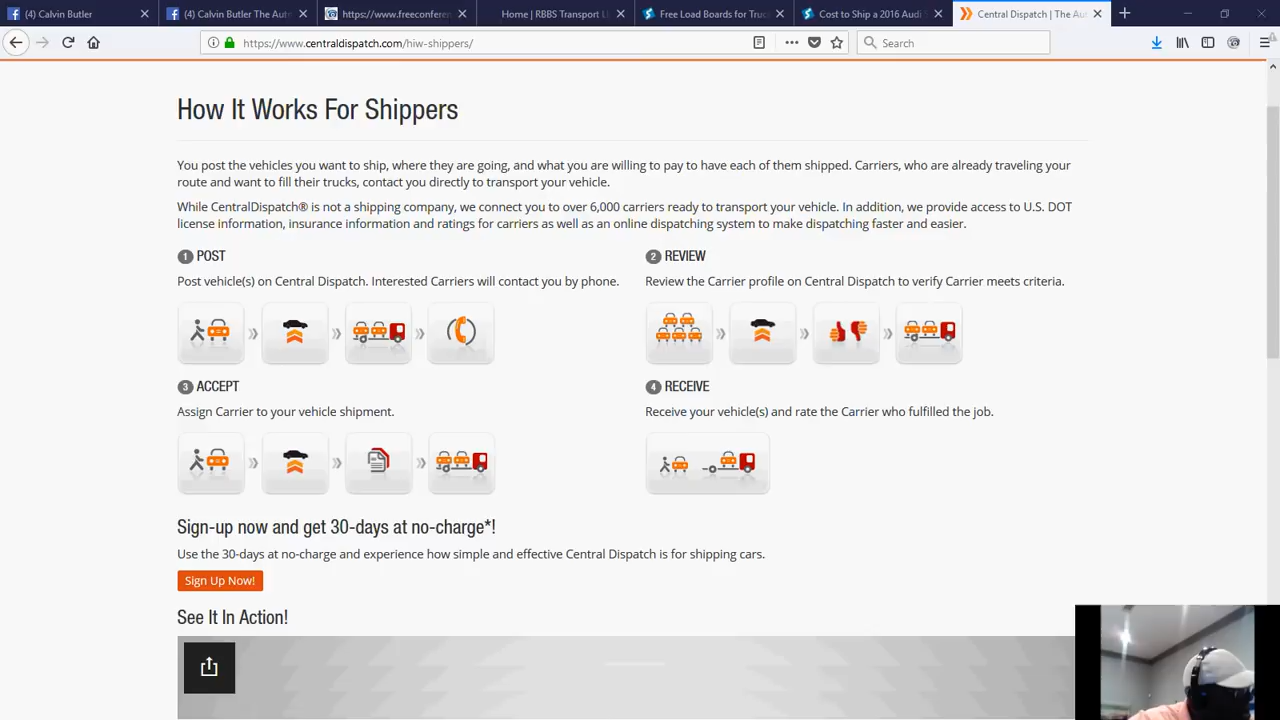 (4) Calvin Butler
(4) Calvin Butler The Auto
https://www.freeconferen
Home | RBBS Transport L
Free Load Boards for Truc
Cost to Ship a 2016 Audi
Central Dispatch | The Au
https://www.centraldispatch.com/hiw-shippers/
Search
How It Works For Shippers
You post the vehicles you want to ship, where they are going, and what you are willing to pay to have each of them shipped. Carriers, who are already traveling your
route and want to fill their trucks, contact you directly to transport your vehicle.
While CentralDispatch® is not a shipping company, we connect you to over 6,000 carriers ready to transport your vehicle. In addition, we provide access to U.S. DOT
license information, insurance information and ratings for carriers as well as an online dispatching system to make dispatching faster and easier.
1 POST
Post vehicle(s) on Central Dispatch. Interested Carriers will contact you by phone.
2 REVIEW
Review the Carrier profile on Central Dispatch to verify Carrier meets criteria.
3 ACCEPT
Assign Carrier to your vehicle shipment.
4 RECEIVE
Receive your vehicle(s) and rate the Carrier who fulfilled the job.
Sign-up now and get 30-days at no-charge*!
Use the 30-days at no-charge and experience how simple and effective Central Dispatch is for shipping cars.
Sign Up Now!
See It In Action!